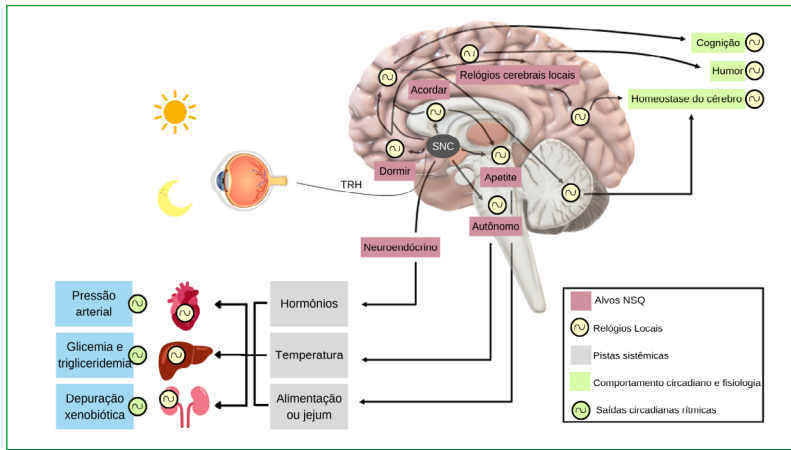 Cognição
Humor
Relógios cerebrais locais
Acordar
Homeostase do cérebro
SNC
Dormir
Apetite
TRH
Autônomo
Neuroendócrino
Pressão
arterial
Hormônios
Glicemia e
trigliceridemia
Temperatura
Depuração
xenobiótica
Alimentação
ou jejum
Alvos NSQ
Relógios Locais
Pistas sistêmicas
Comportamento circadiano e fisiologia
Saídas circadianas rítmicas